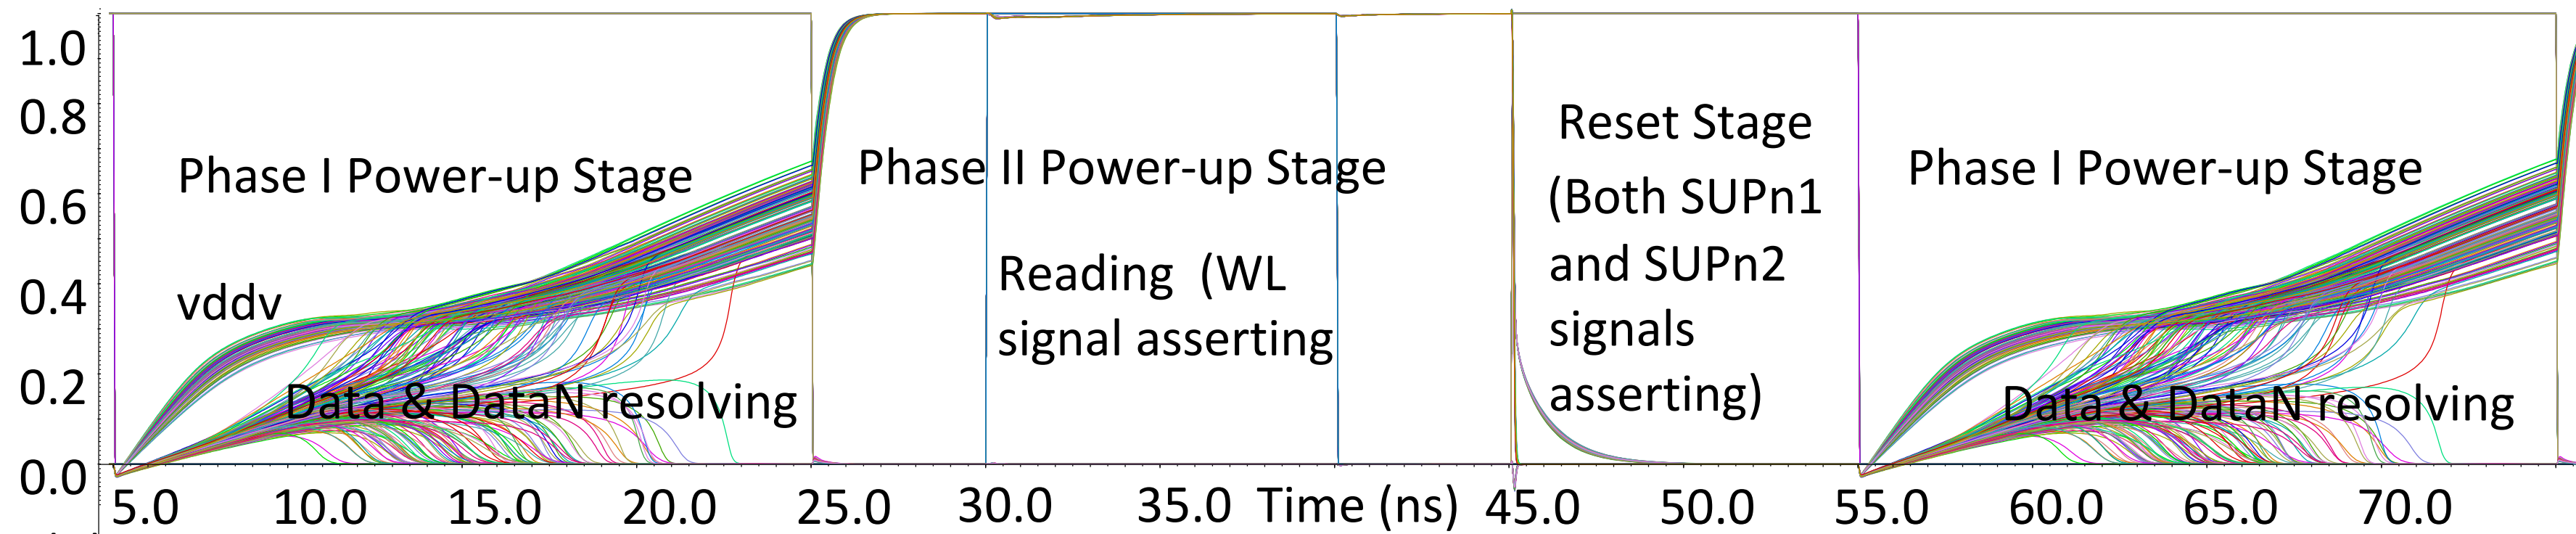 1.0
0.8
0.6
0.4
0.2
0.0
Phase I Power-up Stage
vddv
Data & DataN resolving
Phase II Power-up Stage
Reading (WL
signal asserting
Reset Stage
(Both SUPn1
and SUPn2
signals
asserting)
Phase I Power-up Stage
Data & DataN resolving
5.0 10.0 15.0 20.0 25.0 30.0 35.0 Time (ns) 45.0 50.0 55.0 60.0 65.0 70.0